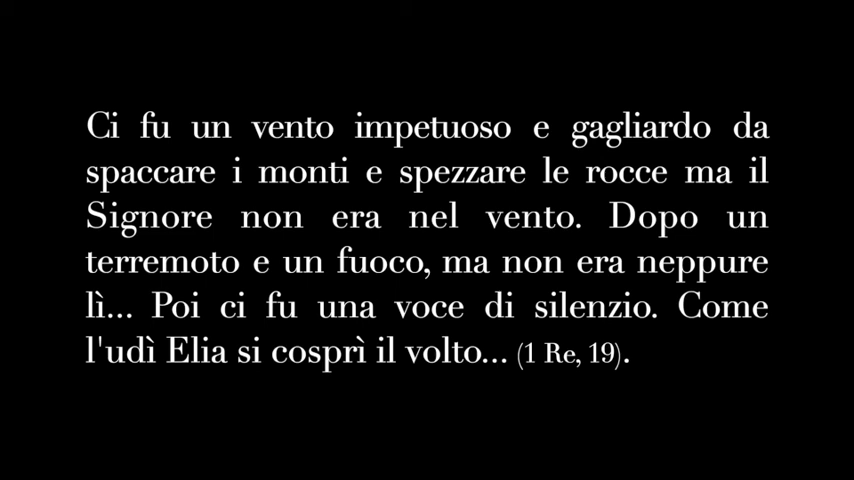 Ci fu un vento impetuoso e gagliardo da
spaccare i monti e spezzare le rocce ma il
Signore non era nel vento. Dopo un
terremoto e un fuoco, ma non era neppure
lì... Poi ci fu una voce di silenzio. Come
l'udì Elia si cosprì il volto... (1 Re, 19).